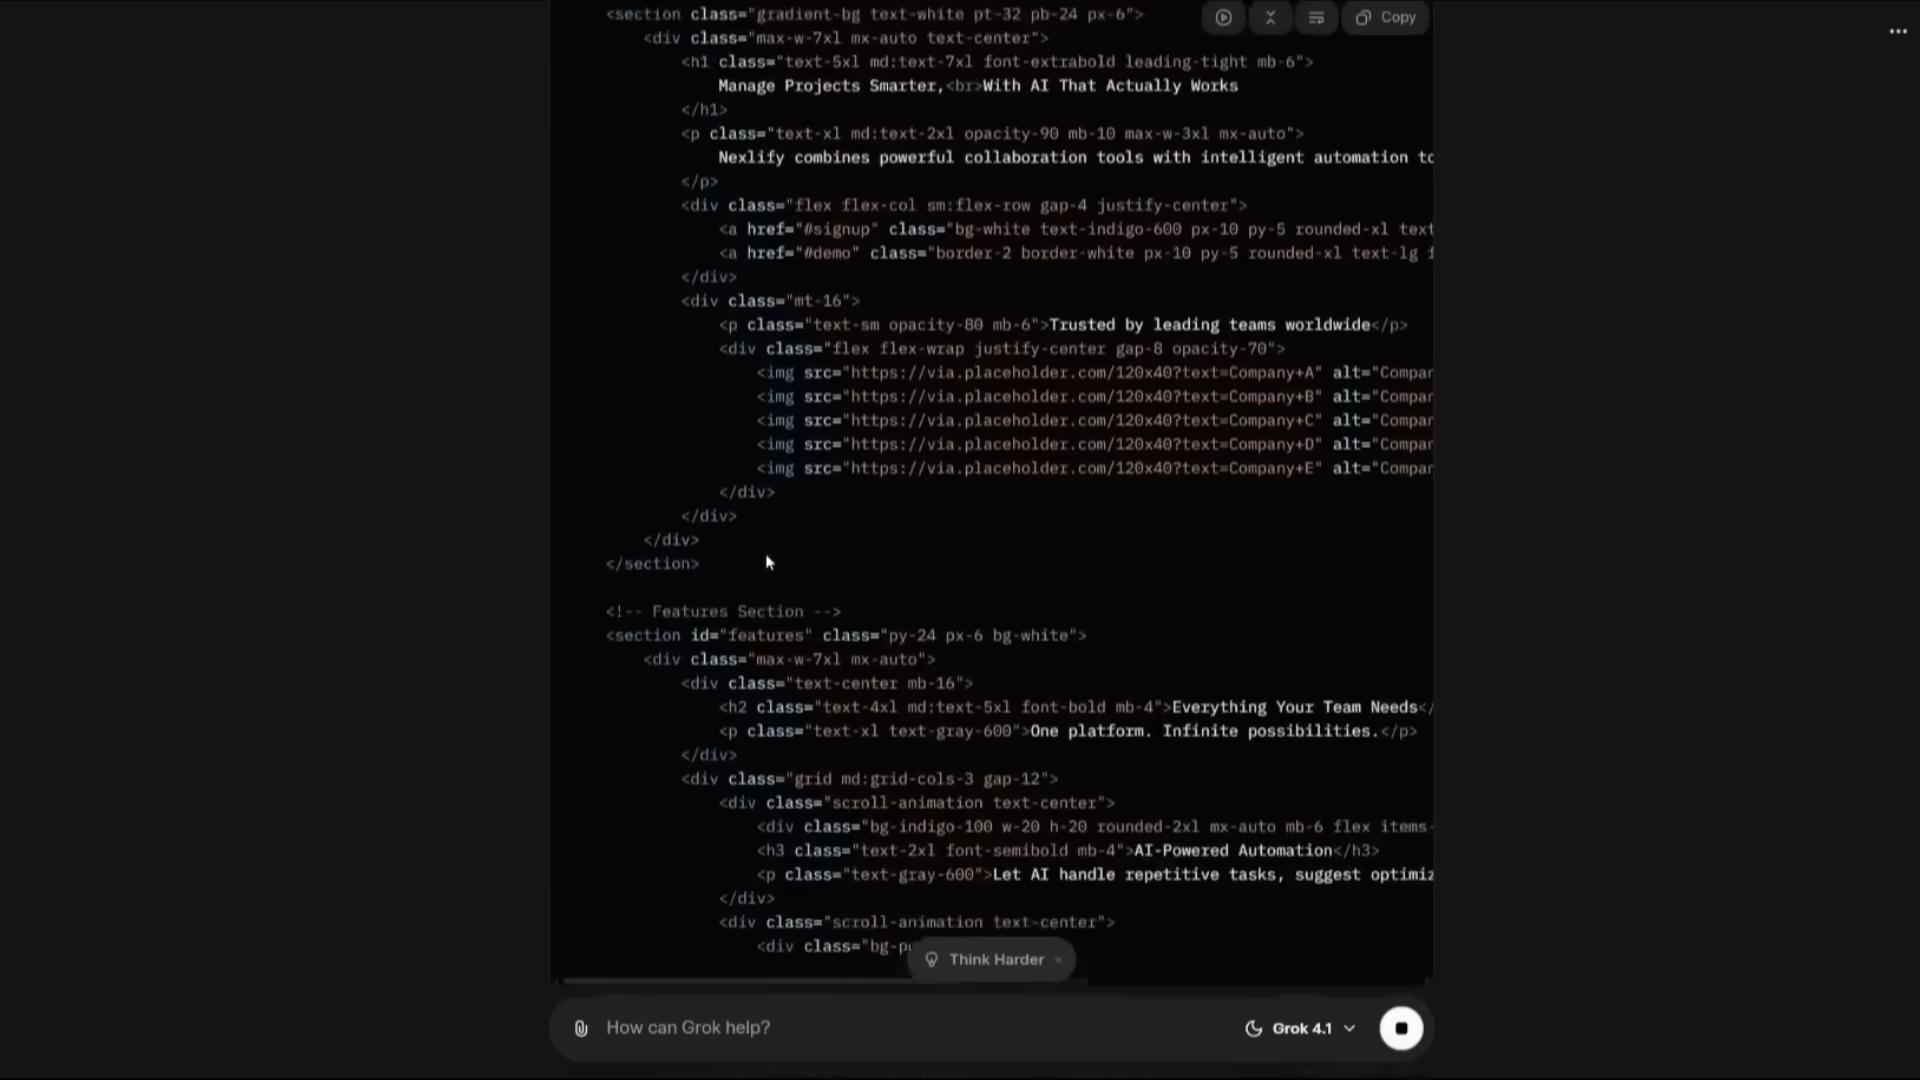 <section class="gradient-bg text-white pt-32 pb-24 px-6">
Copy
<div class="max-w-7xl mx-auto text-center">
<h1 class="text-5xl md:text-7xl font-extrabold leading-tight mb-6">
Manage Projects Smarter,<br>With AI That Actually Works
</h1>
<p class="text-xl md:text-2xl opacity-90 mb-10 max-w-3xl mx-auto">
Nexlify combines powerful collaboration tools with intelligent automation to
</p>
<div class="flex flex-col sm:flex-row gap-4 justify-center">
<a href="#signup" class="bg-white text-indigo-600 px-10 py-5 rounded-xl text
<a href="#demo" class="border-2 border-white px-10 py-5 rounded-xl text-lg f
</div>
<div class="mt-16">
<p class="text-sm opacity-80 mb-6">Trusted by leading teams worldwide</p>
<div class="flex flex-wrap justify-center gap-8 opacity-70">
<img src="https://via.placeholder.com/120x40?text=Company+A" alt="Compan
<img src="https://via.placeholder.com/120x40?text=Company+B" alt="Compan
<img src="https://via.placeholder.com/120x40?text=Company+C" alt="Compan
<img src="https://via.placeholder.com/120x40?text=Company+D" alt="Compan
<img src="https://via.placeholder.com/120x40?text=Company+E" alt="Compan
</div>
</div>
</div>
</section>
<!-- Features Section -->
<section id="features" class="py-24 px-6 bg-white">
<div class="max-w-7xl mx-auto">
<div class="text-center mb-16">
<h2 class="text-4xl md:text-5xl font-bold mb-4">Everything Your Team Needs</
<p class="text-xl text-gray-600">One platform. Infinite possibilities.</p>
</div>
<div class="grid md:grid-cols-3 gap-12">
<div class="scroll-animation text-center">
<div class="bg-indigo-100 w-20 h-20 rounded-2xl mx-auto mb-6 flex items-
<h3 class="text-2xl font-semibold mb-4">AI-Powered Automation</h3>
<p class="text-gray-600">Let AI handle repetitive tasks, suggest optimiz
</div>
<div class="scroll-animation text-center">
<div class="bg-pu
Think Harder ×
How can Grok help?
Grok 4.1